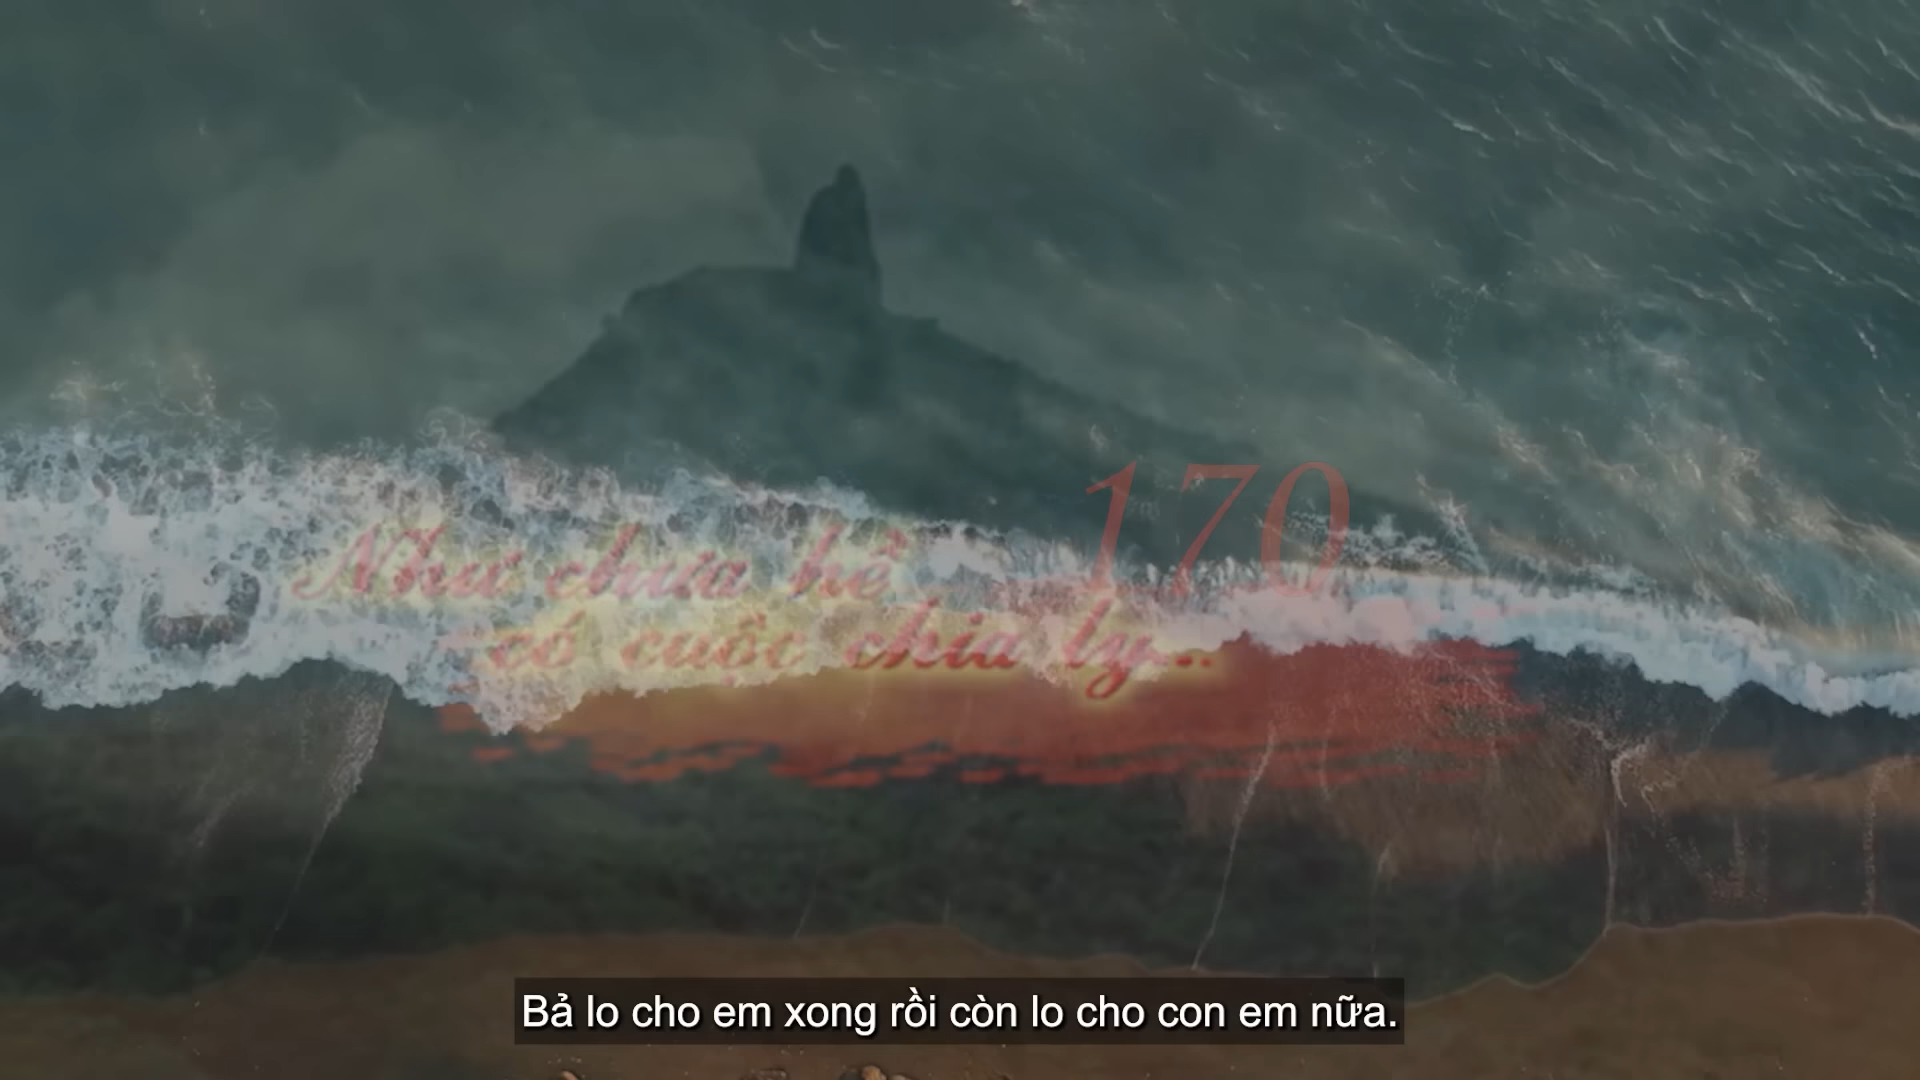 170
Như chưa hề
có cuộc chia ly...
Bả lo cho em xong rồi còn lo cho con em nữa.